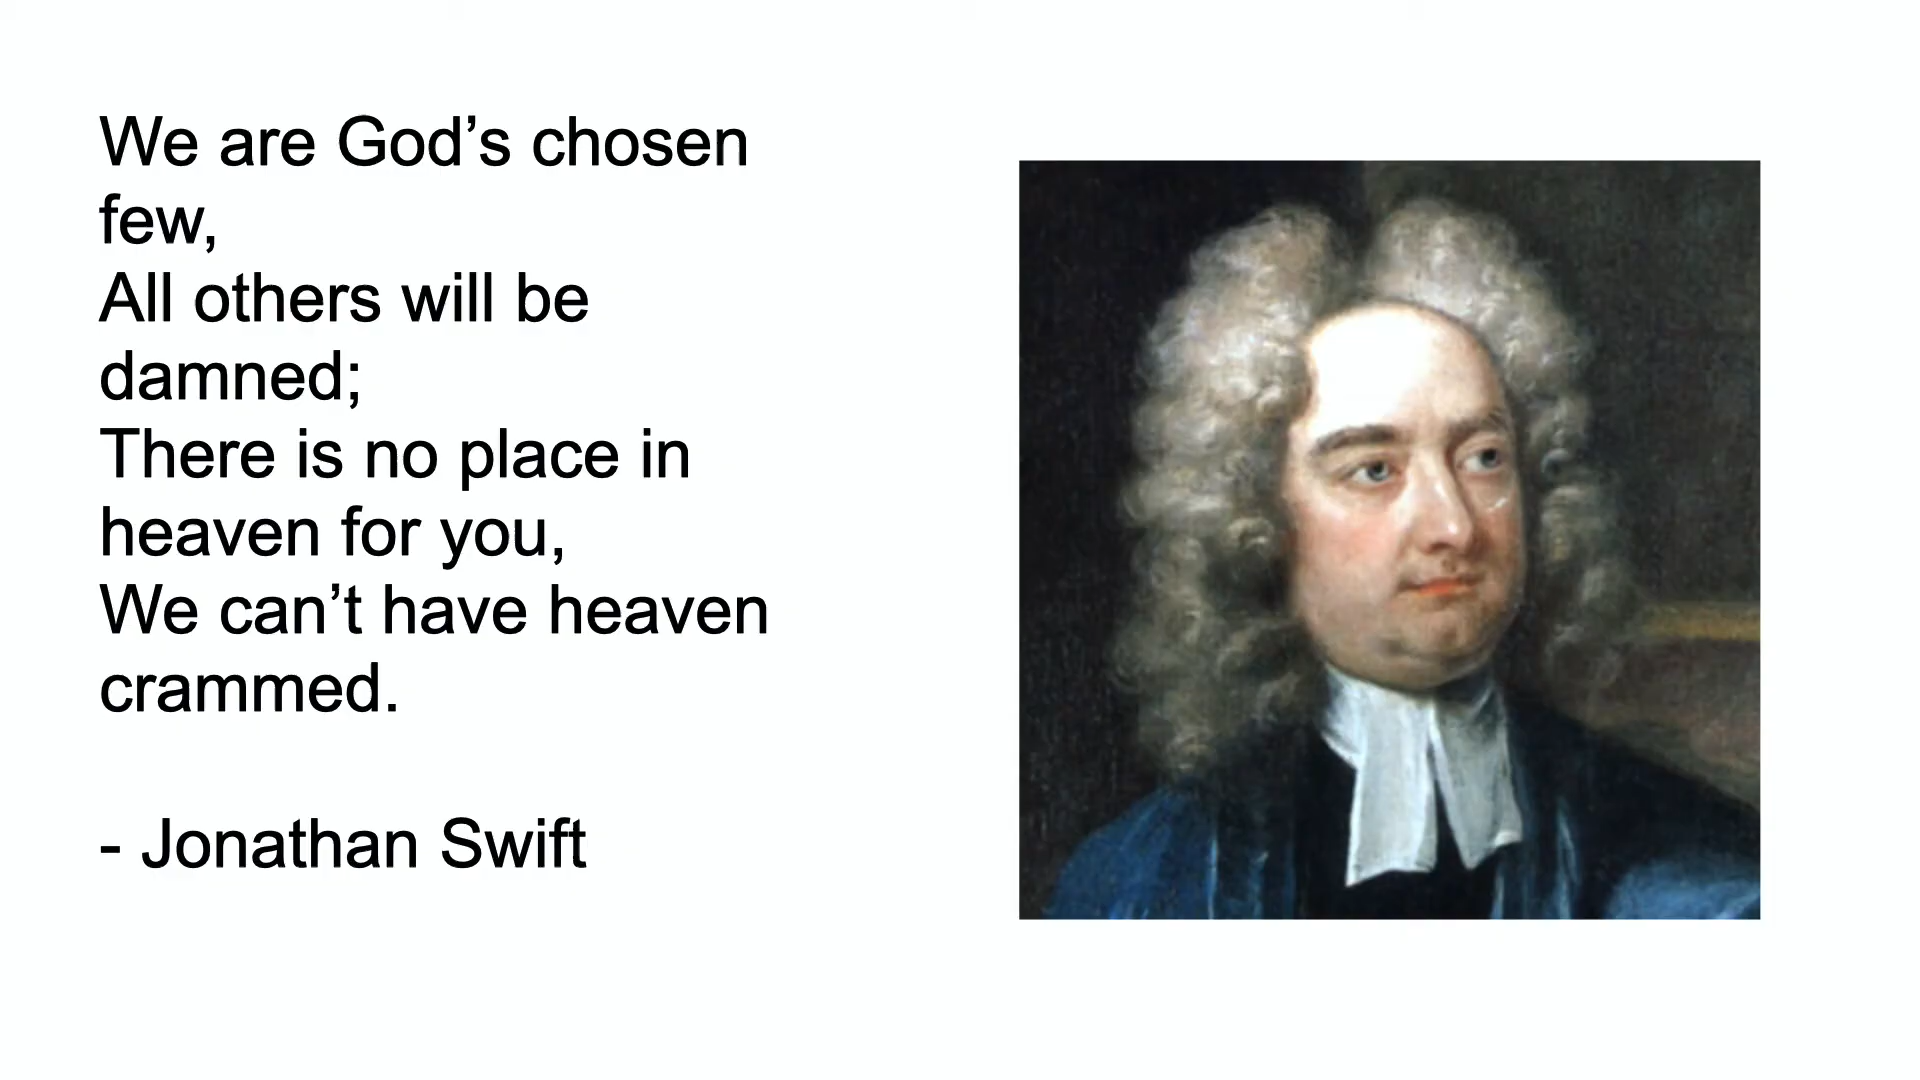 We are God’s chosen
few,
All others will be
damned;
There is no place in
heaven for you,
We can’t have heaven
crammed.
- Jonathan Swift